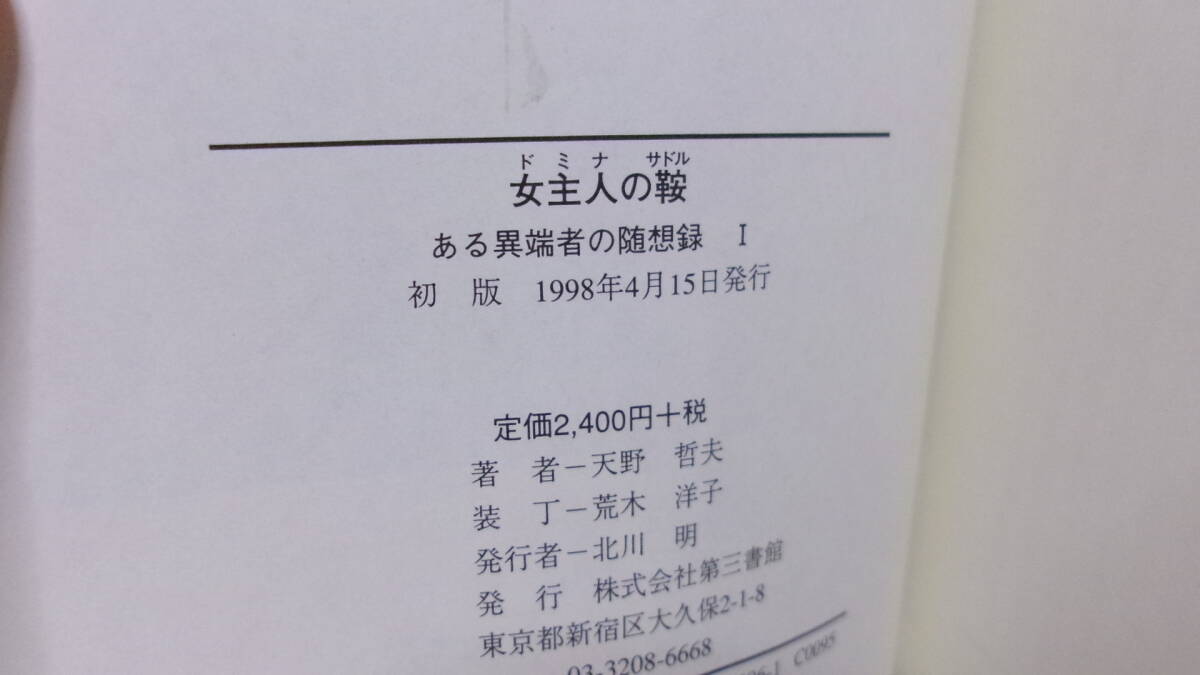 ドミナ サドル
女主人の鞍
ある異端者の随想録 Ⅰ
初 版 1998年4月15日発行
定価2,400円+税
著 者－天野 哲夫
装 丁－荒木 洋子
発行者－北川 明
発 行 株式会社第三書館
東京都新宿区大久保2-1-8
03-3208-6668
C0095